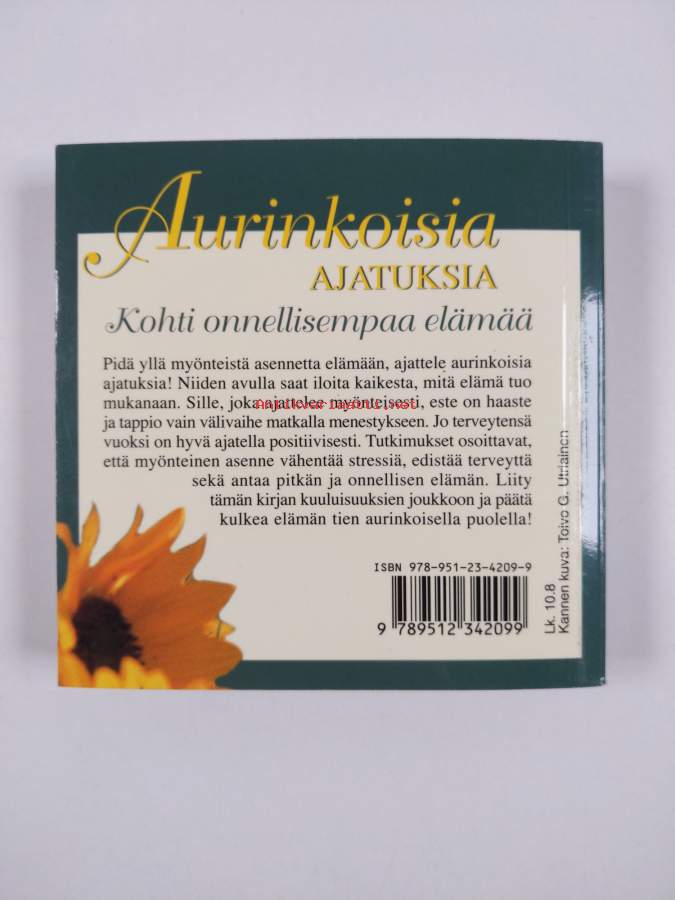 Aurinkoisia
AJATUKSIA
Kohti onnellisempaa elämää
Pidä yllä myönteistä asennetta elämään, ajattele aurinkoisia
ajatuksia! Niiden avulla saat iloita kaikesta, mitä elämä tuo
mukanaan. Sille, joka ajattelee myönteisesti, este on haaste
Antikvariaatti.net
ja tappio vain välivaihe matkalla menestykseen. Jo terveytensä
vuoksi on hyvä ajatella positiivisesti. Tutkimukset osoittavat,
että myönteinen asenne vähentää stressiä, edistää terveyttä
sekä antaa pitkän ja onnellisen elämän. Liity
tämän kirjan kuuluisuuksien joukkoon ja päätä
kulkea elämän tien aurinkoisella puolella!
ISBN 978-951-23-4209-9
9 789512 342099
Lk. 10.8
Kannen kuva: Toivo G. Utriainen